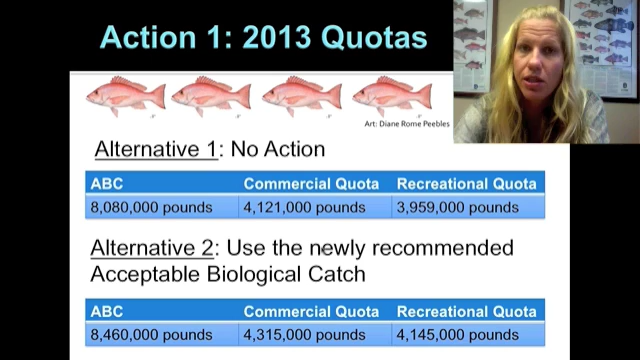 Action 1: 2013 Quotas
Art: Diane Rome Peebles
Alternative 1: No Action
ABC Commercial Quota Recreational Quota
8,080,000 pounds 4,121,000 pounds 3,959,000 pounds
Alternative 2: Use the newly recommended
Acceptable Biological Catch
ABC Commercial Quota Recreational Quota
8,460,000 pounds 4,315,000 pounds 4,145,000 pounds